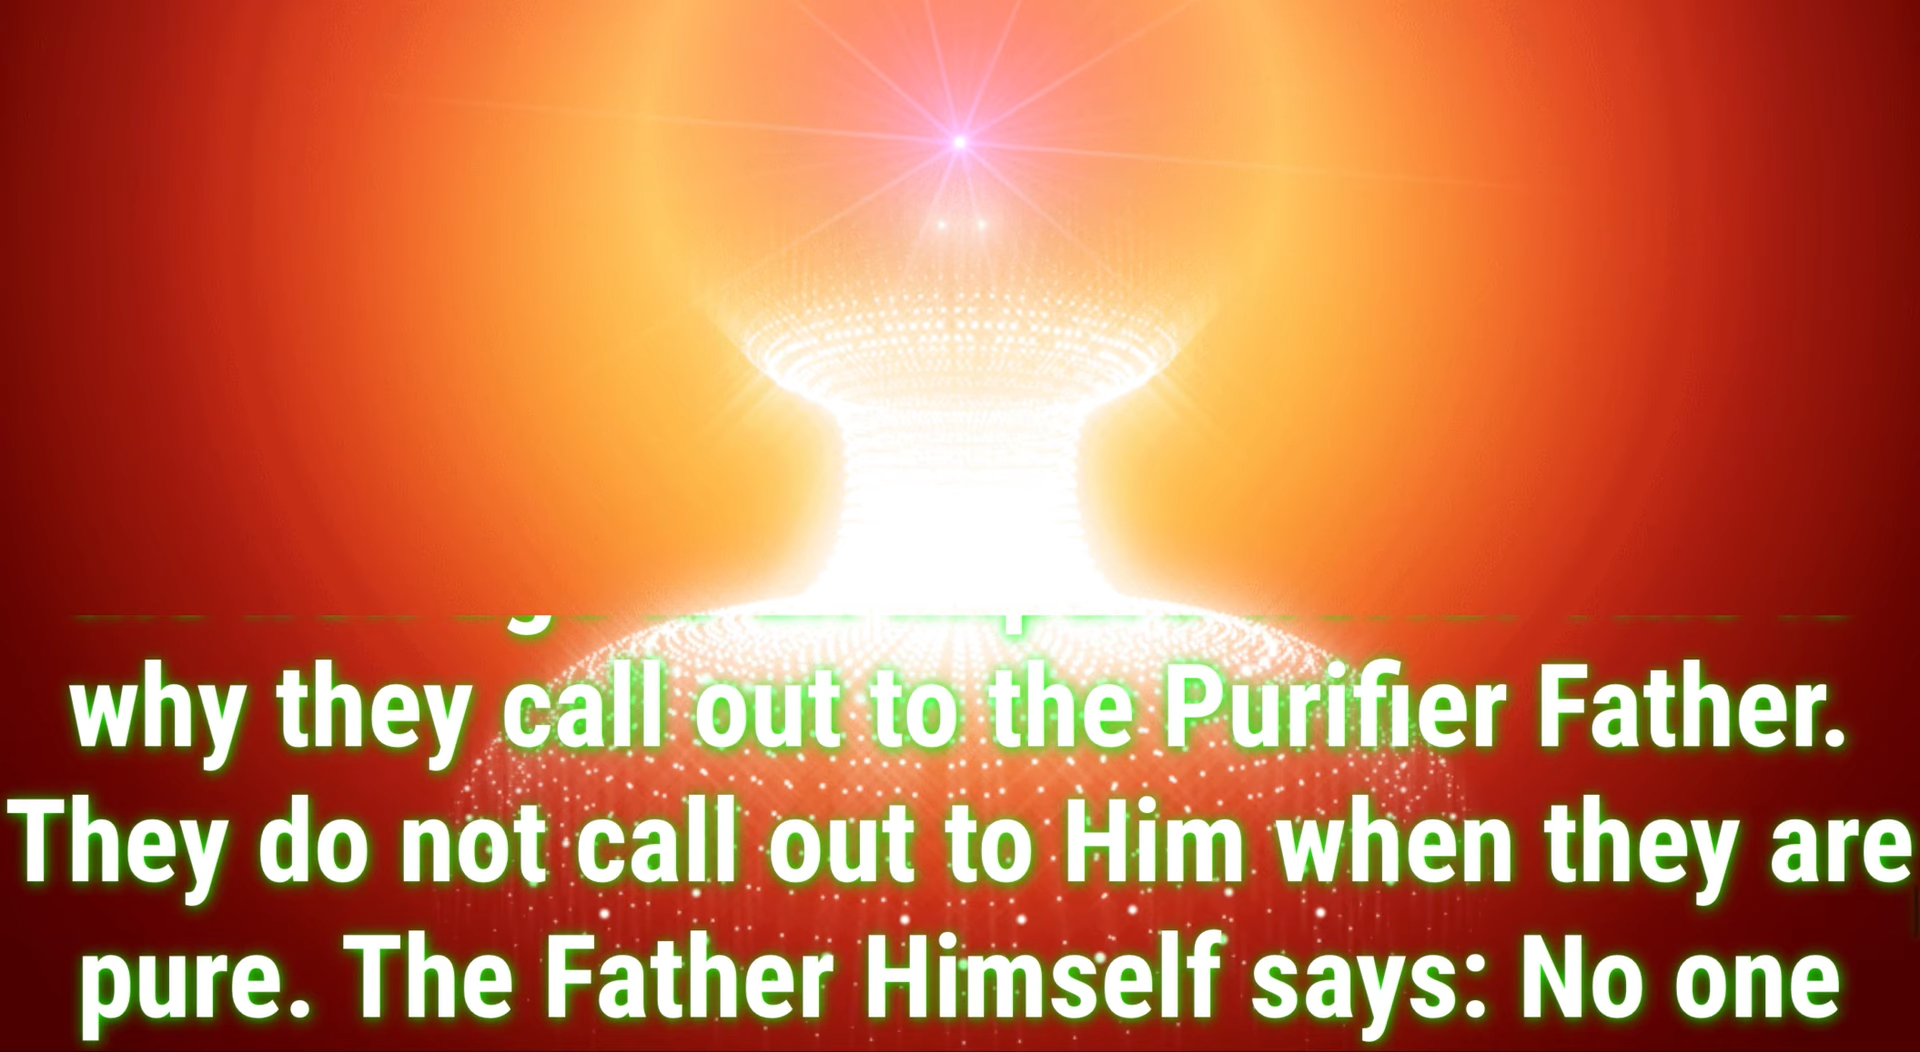 why they call out to the Purifier Father.
They do not call out to Him when they are
pure. The Father Himself says: No one